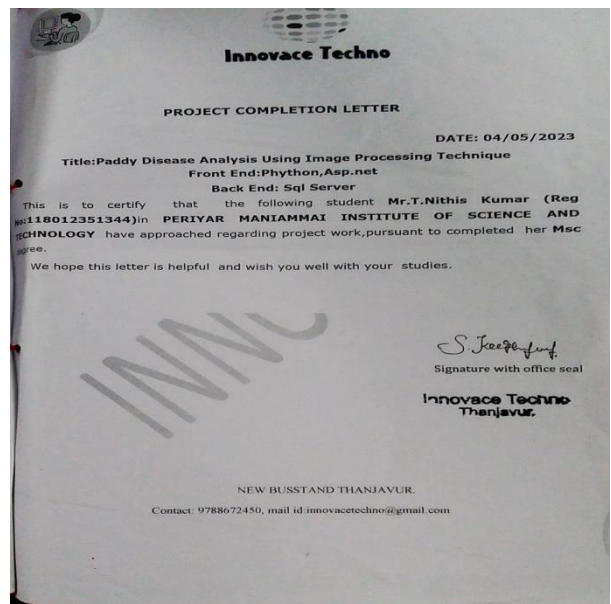 Innovace Techno
PROJECT COMPLETION LETTER
DATE: 04/05/2023
Title:Paddy Disease Analysis Using Image Processing Technique
Front End:Phython,Asp.net
Back End: Sql Server
This is to certify that the following student Mr.T.Nithis Kumar (Reg
No:118012351344)in PERIYAR MANIAMMAI INSTITUTE OF SCIENCE AND
TECHNOLOGY have approached regarding project work,pursuant to completed her Msc
degree.
We hope this letter is helpful and wish you well with your studies.
INNO
Signature with office seal
Innovace Techno
Thanjavur.
NEW BUSSTAND THANJAVUR.
Contact: 9788672450, mail id:innovacetechno@gmail.com